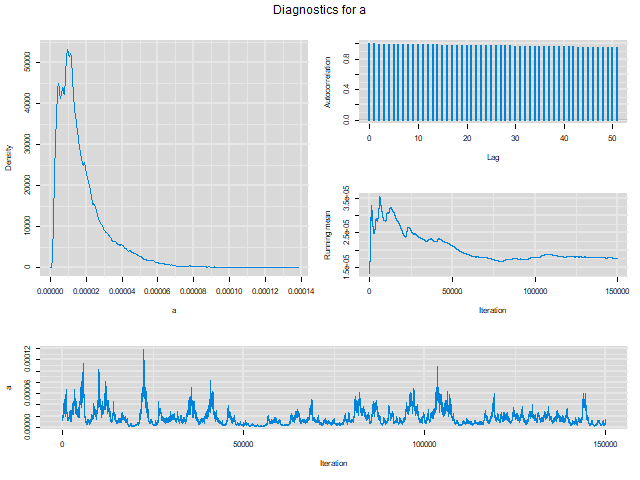 Diagnostics for a
Density
0 10000 20000 30000 40000 50000
0.00000 0.00002 0.00004 0.00006 0.00008 0.00010 0.00012 0.00014
a
Autocorrelation
0.0 0.4 0.8
0 10 20 30 40 50
Lag
Running mean
1.5e-05 2.5e-05 3.5e-05
0 50000 100000 150000
Iteration
a
0.00000 0.00006 0.00012
0 50000 100000 150000
Iteration